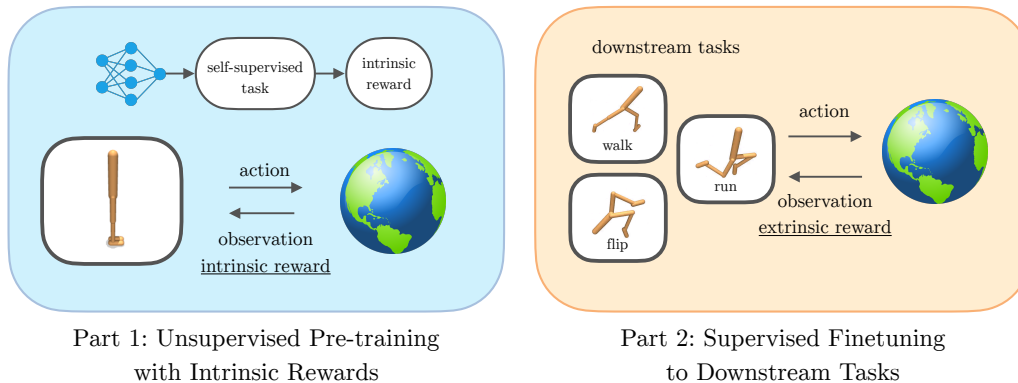 self-supervised
task
intrinsic
reward
action
observation
intrinsic reward
Part 1: Unsupervised Pre-training
with Intrinsic Rewards
downstream tasks
walk
run
flip
action
observation
extrinsic reward
Part 2: Supervised Finetuning
to Downstream Tasks